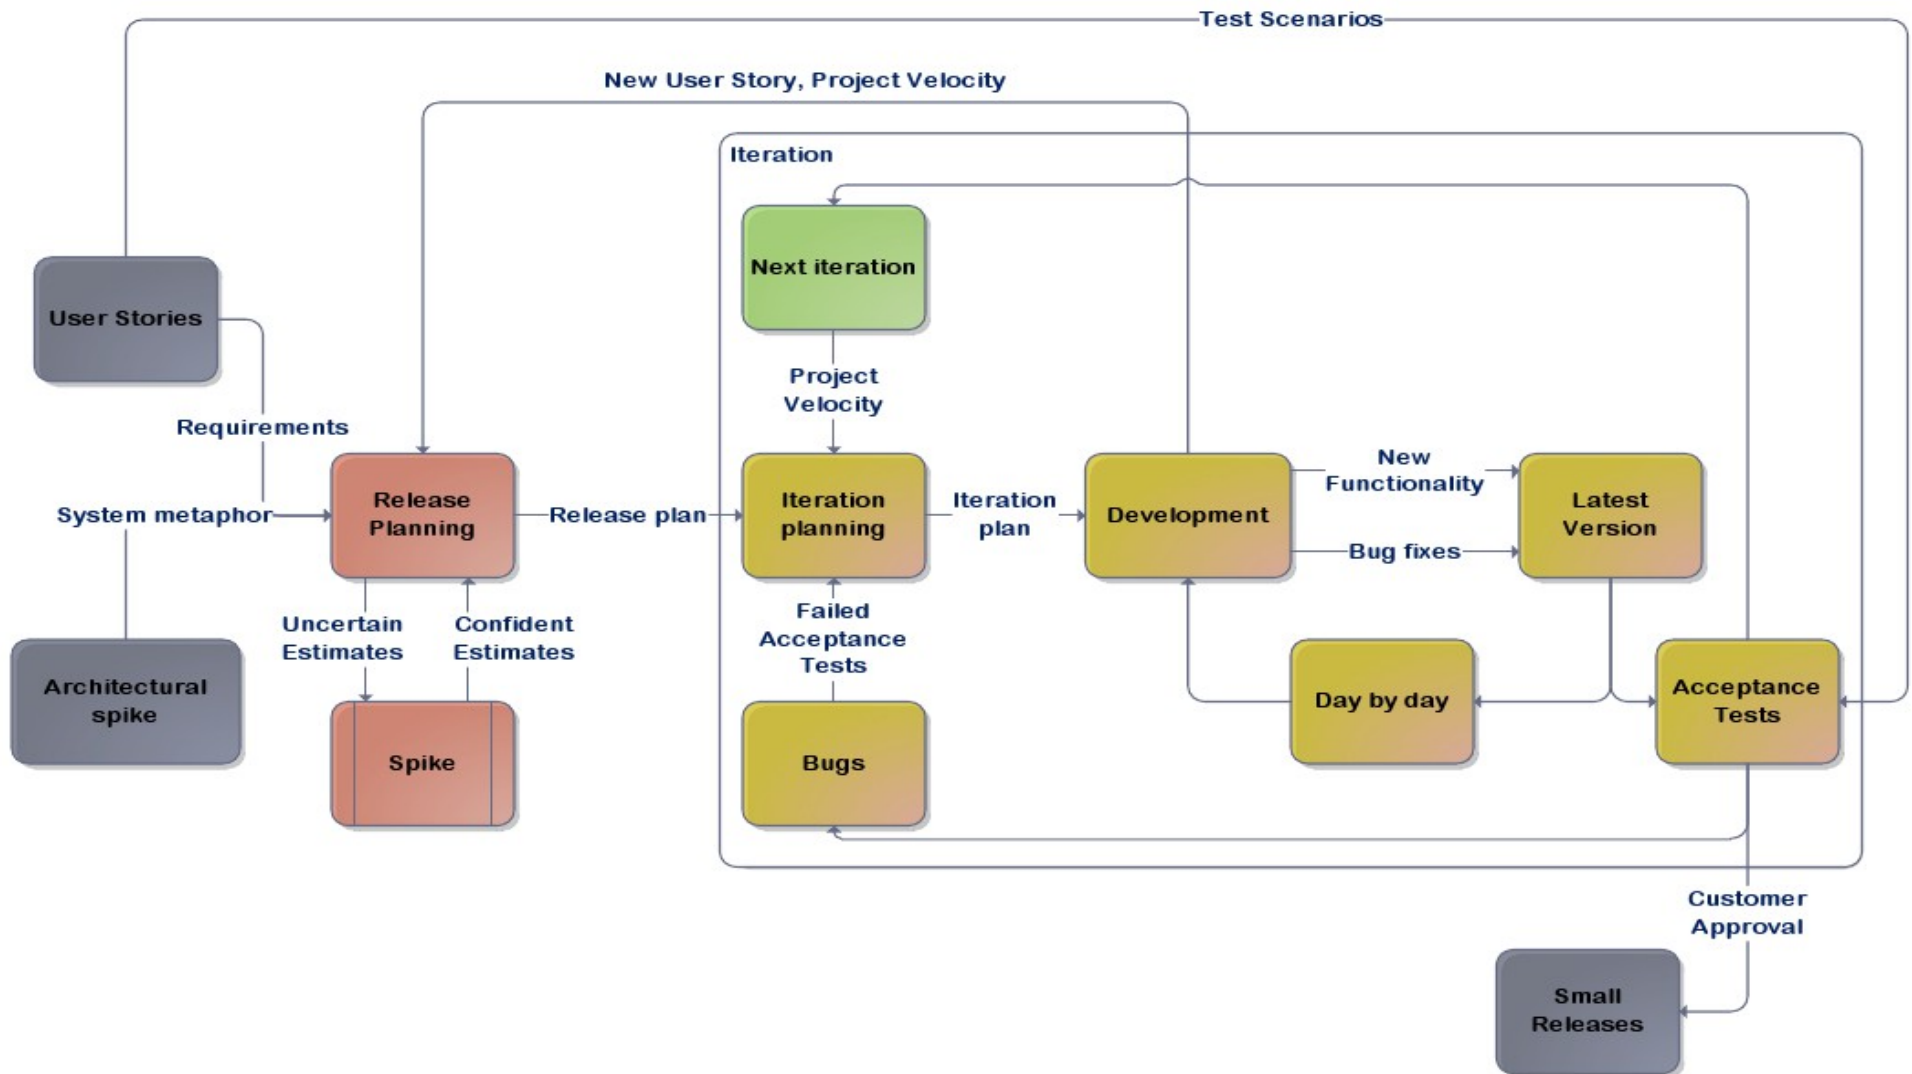 Test Scenarios
New User Story, Project Velocity
Iteration
Next iteration
User Stories
Project
Velocity
Requirements
System metaphor
Release
Planning
Release plan
Iteration
planning
Iteration
plan
Development
New
Functionality
Bug fixes
Latest
Version
Uncertain
Estimates
Confident
Estimates
Failed
Acceptance
Tests
Architectural
spike
Spike
Bugs
Day by day
Acceptance
Tests
Customer
Approval
Small
Releases